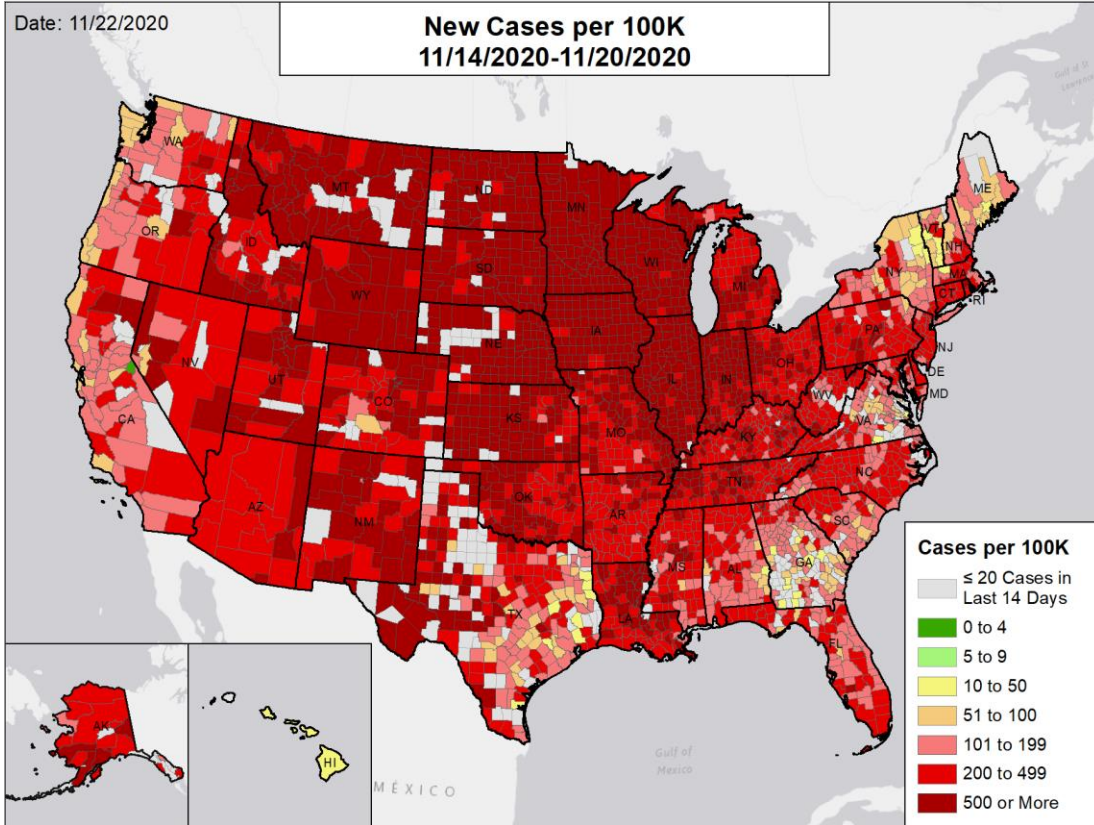 Date: 11/22/2020
New Cases per 100K
11/14/2020-11/20/2020
Gulf of St
Lawrence
WA
MT
ND
MN
ME
OR
ID
SD
WI
VT
NH
WY
MI
NY
MA
CT
RI
IA
NE
PA
NJ
NV
UT
CO
IL
IN
OH
DE
MD
WV
CA
KS
MO
KY
VA
AZ
NM
OK
AR
TN
NC
SC
MS
AL
GA
TX
LA
FL
AK
HI
Gulf of
Mexico
MÉXICO
Cases per 100K
≤ 20 Cases in
Last 14 Days
0 to 4
5 to 9
10 to 50
51 to 100
101 to 199
200 to 499
500 or More